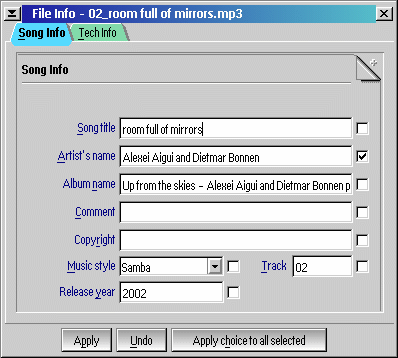 File Info - 02_room full of mirrors.mp3
Song Info Tech Info
Song Info
Song title room full of mirrors
Artist's name Alexei Aigui and Dietmar Bonnen
Album name Up from the skies - Alexei Aigui and Dietmar Bonnen p
Comment
Copyright
Music style Samba Track 02
Release year 2002
Apply Undo Apply choice to all selected